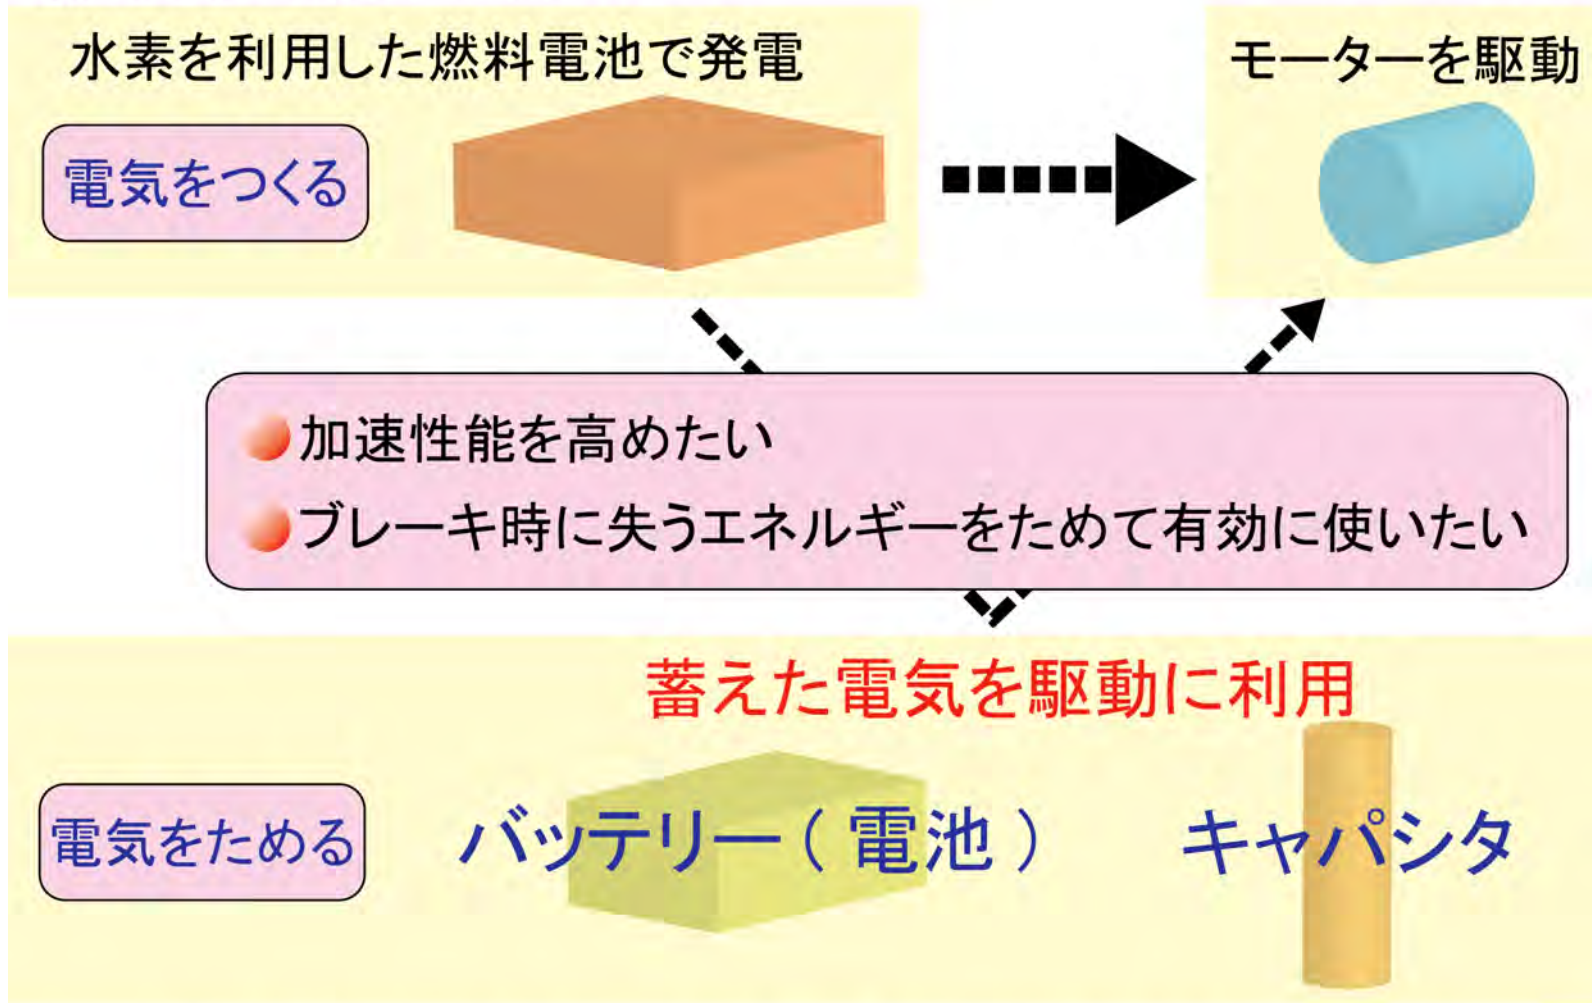 水素を利用した燃料電池で発電
モーターを駆動
電気をつくる
加速性能を高めたい
ブレーキ時に失うエネルギーをためて有効に使いたい
蓄えた電気を駆動に利用
電気をためる
バッテリー(電池)
キャパシタ